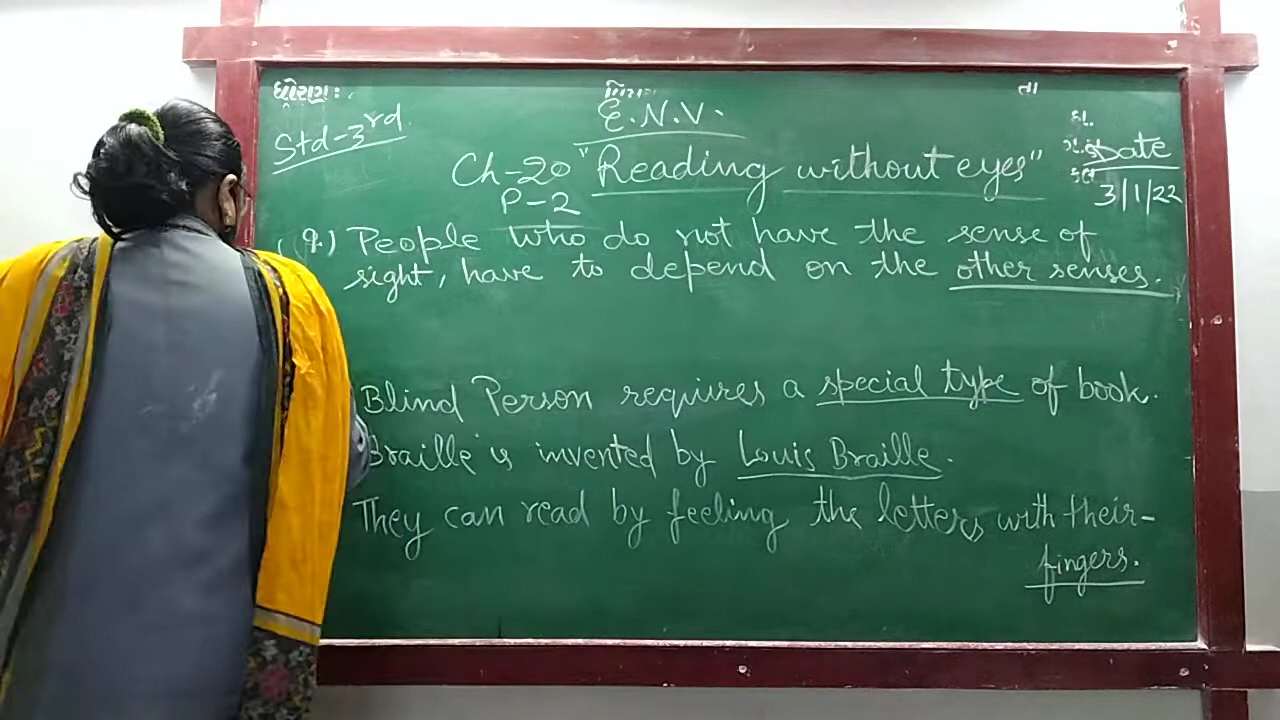 ધોરણ :
તા
Std-3rd.
E.N.V.
Date
3/1/22
Ch-20 "Reading without eyes"
P-2
(9.) People who do not have the sense of
sight, have to depend on the other senses.
Blind Person requires a special type of book.
Braille is invented by Louis Braille.
They can read by feeling the letters with their-
fingers.